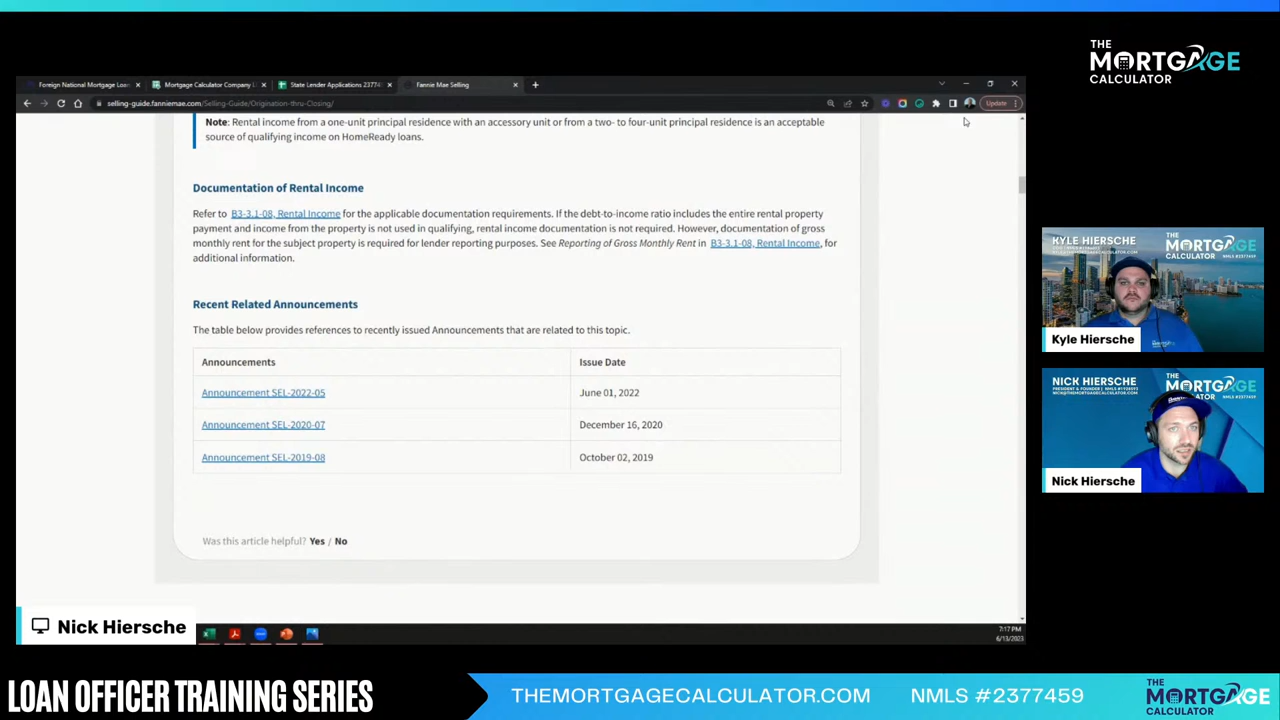 THE
MORTGAGE
CALCULATOR
Foreign National Mortgage Loa
Mortgage Calculator Company L
State Lender Applications 23774
Fannie Mae Selling
selling-guide.fanniemae.com/Selling-Guide/Origination-thru-Closing/
Update
Note: Rental income from a one-unit principal residence with an accessory unit or from a two- to four-unit principal residence is an acceptable
source of qualifying income on HomeReady loans.
Documentation of Rental Income
Refer to B3-3.1-08, Rental Income for the applicable documentation requirements. If the debt-to-income ratio includes the entire rental property
payment and income from the property is not used in qualifying, rental income documentation is not required. However, documentation of gross
monthly rent for the subject property is required for lender reporting purposes. See Reporting of Gross Monthly Rent in B3-3.1-08, Rental Income, for
additional information.
Recent Related Announcements
The table below provides references to recently issued Announcements that are related to this topic.
Announcements Issue Date
Announcement SEL-2022-05 June 01, 2022
Announcement SEL-2020-07 December 16, 2020
Announcement SEL-2019-08 October 02, 2019
Was this article helpful? Yes / No
7:17 PM
6/13/2023
KYLE HIERSCHE
THE
MORTGAGE
CALCULATOR
NMLS #2377459
Kyle Hiersche
NICK HIERSCHE
PRESIDENT & FOUNDER
THE
MORTGAGE
CALCULATOR
NMLS #2377459
Nick Hiersche
Nick Hiersche
LOAN OFFICER TRAINING SERIES
THEMORTGAGECALCULATOR.COM NMLS #2377459
THE
MORTGAGE
CALCULATOR